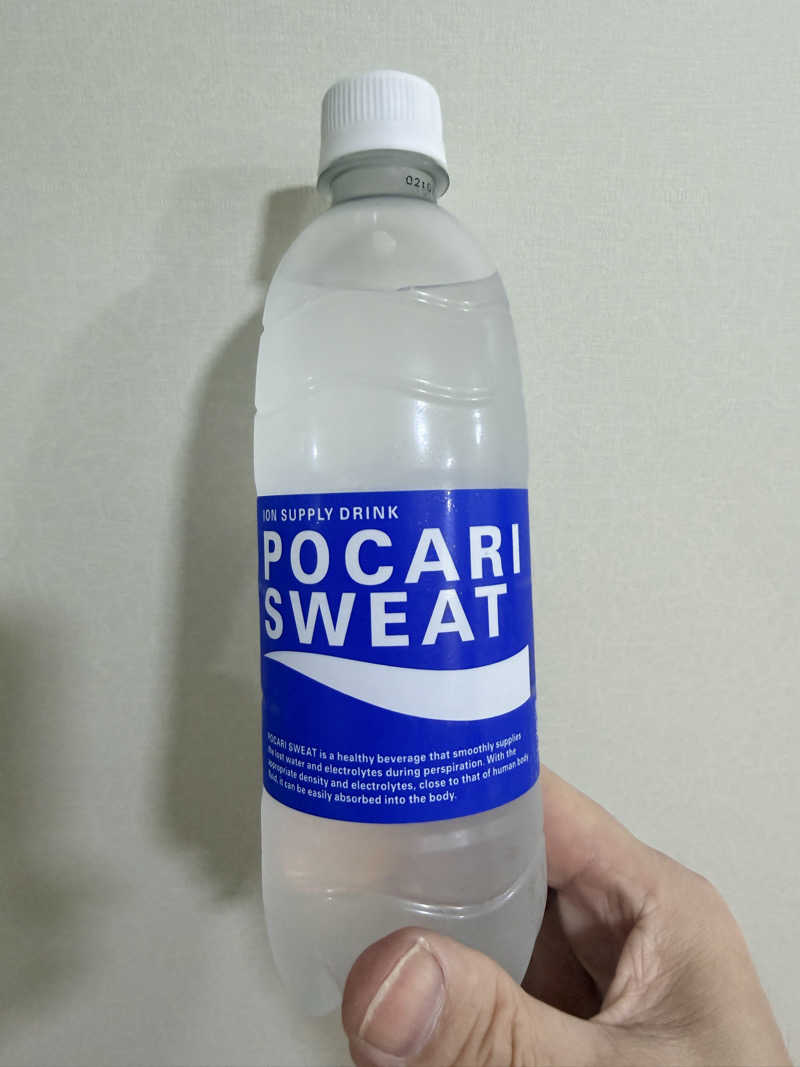 ION SUPPLY DRINK
POCARI
SWEAT
POCARI SWEAT is a healthy beverage that smoothly supplies
the lost water and electrolytes during perspiration. With the
appropriate density and electrolytes, close to that of human body
fluid, it can be easily absorbed into the body.